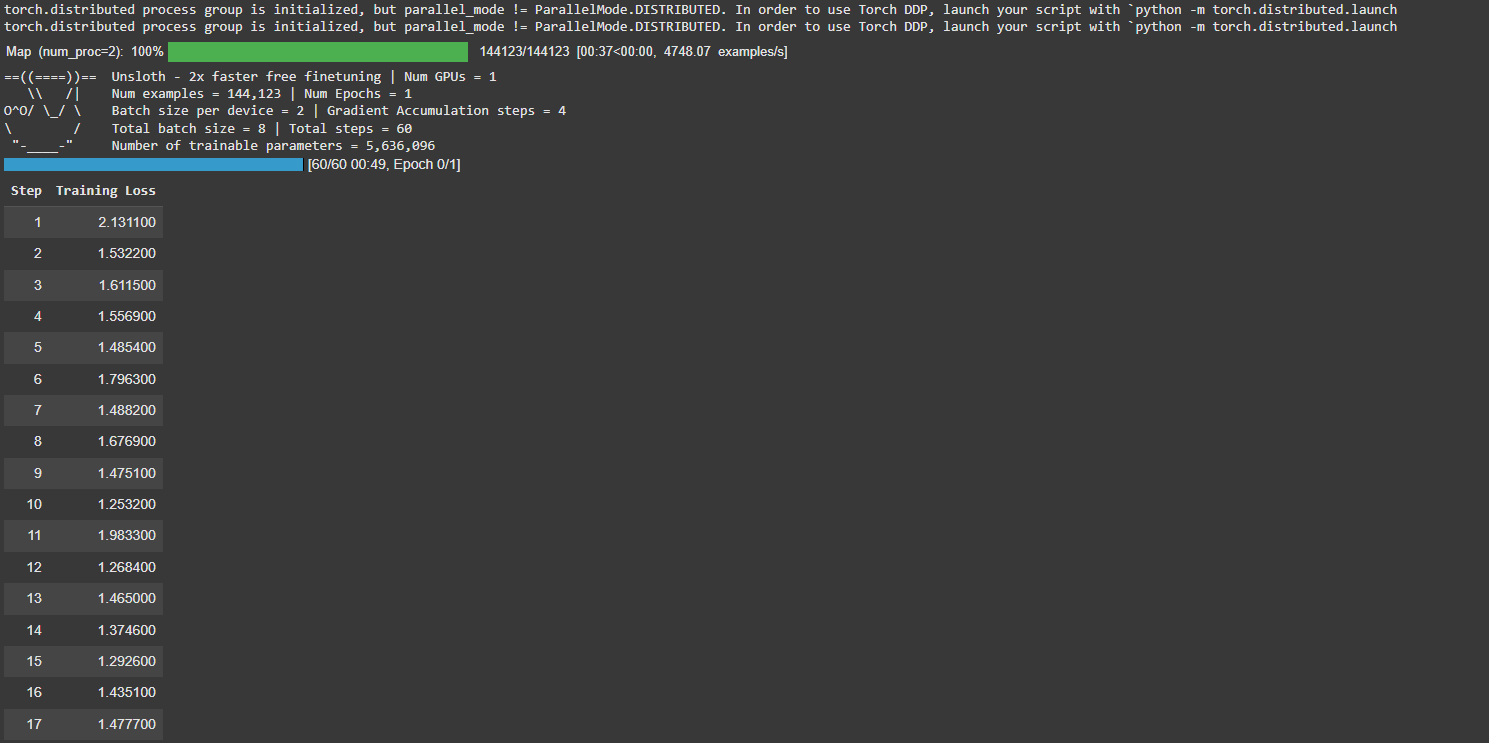 torch.distributed process group is initialized, but parallel_mode != ParallelMode.DISTRIBUTED. In order to use Torch DDP, launch your script with `python -m torch.distributed.launch
torch.distributed process group is initialized, but parallel_mode != ParallelMode.DISTRIBUTED. In order to use Torch DDP, launch your script with `python -m torch.distributed.launch
Map (num_proc=2): 100% 144123/144123 [00:37<00:00, 4748.07 examples/s]
==((====))==  Unsloth - 2x faster free finetuning | Num GPUs = 1
   \\   /|    Num examples = 144,123 | Num Epochs = 1
O^O/ \_/ \    Batch size per device = 2 | Gradient Accumulation steps = 4
\        /    Total batch size = 8 | Total steps = 60
 "-____-"     Number of trainable parameters = 5,636,096
[60/60 00:49, Epoch 0/1]
Step Training Loss
1 2.131100
2 1.532200
3 1.611500
4 1.556900
5 1.485400
6 1.796300
7 1.488200
8 1.676900
9 1.475100
10 1.253200
11 1.983300
12 1.268400
13 1.465000
14 1.374600
15 1.292600
16 1.435100
17 1.477700